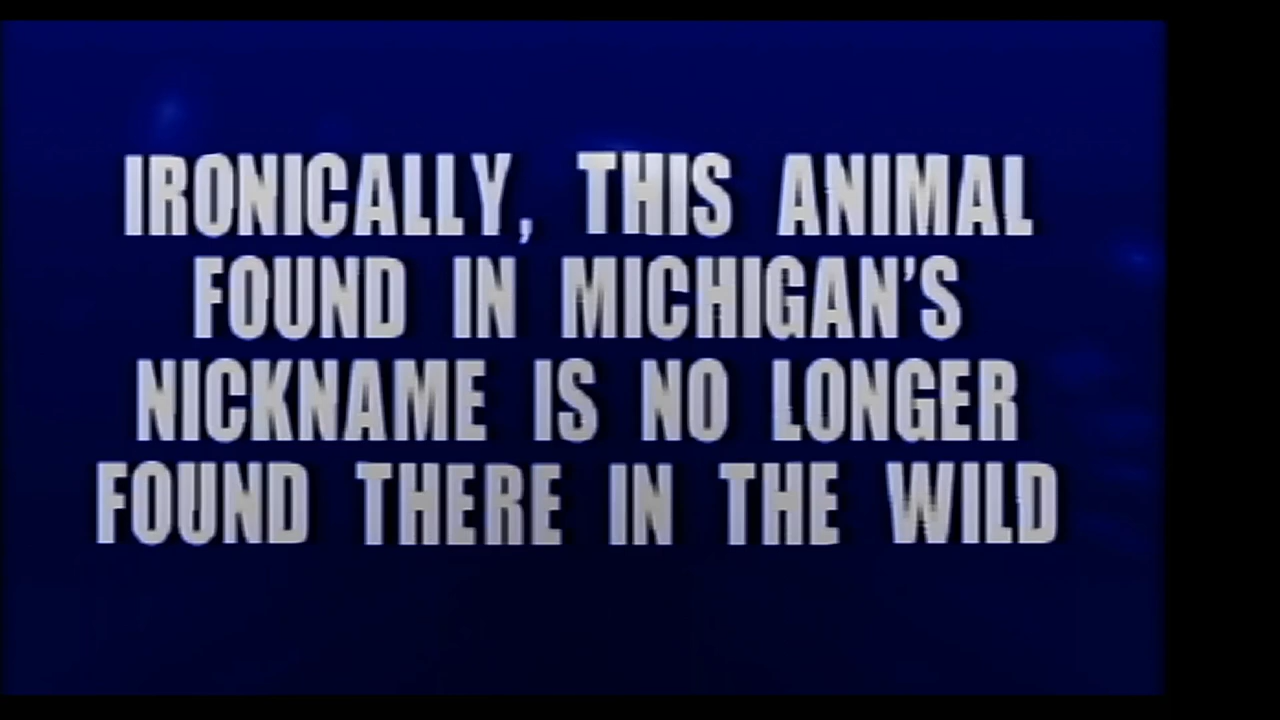 IRONICALLY, THIS ANIMAL
FOUND IN MICHIGAN'S
NICKNAME IS NO LONGER
FOUND THERE IN THE WILD